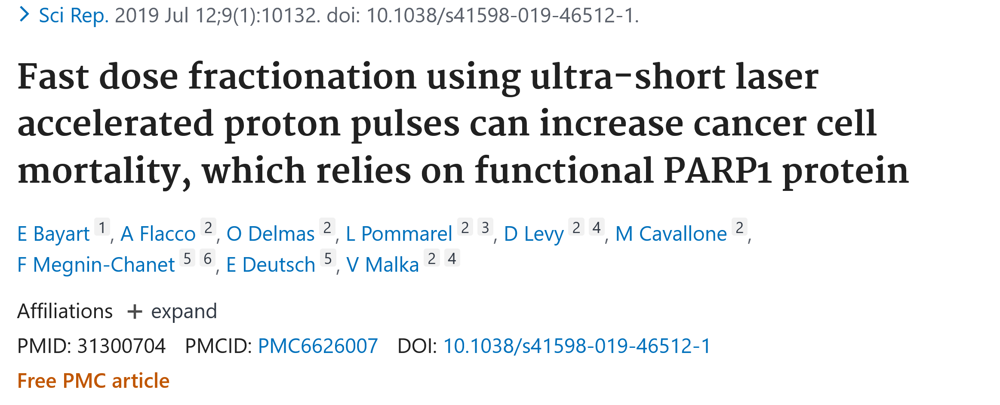 > Sci Rep. 2019 Jul 12;9(1):10132. doi: 10.1038/s41598-019-46512-1.
Fast dose fractionation using ultra-short laser
accelerated proton pulses can increase cancer cell
mortality, which relies on functional PARP1 protein
E Bayart 1, A Flacco 2, O Delmas 2, L Pommarel 2 3, D Levy 2 4, M Cavallone 2,
F Megnin-Chanet 5 6, E Deutsch 5, V Malka 2 4
Affiliations + expand
PMID: 31300704 PMCID: PMC6626007 DOI: 10.1038/s41598-019-46512-1
Free PMC article